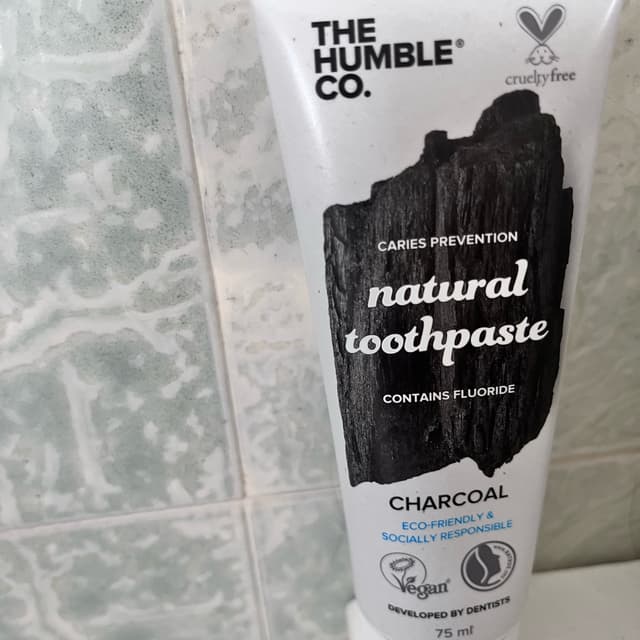 THE
HUMBLE®
CO.
crueltyfree
CARIES PREVENTION
natural
toothpaste
CONTAINS FLUORIDE
CHARCOAL
ECO-FRIENDLY &
SOCIALLY RESPONSIBLE
Vegan
DEVELOPED BY DENTISTS
75 ml